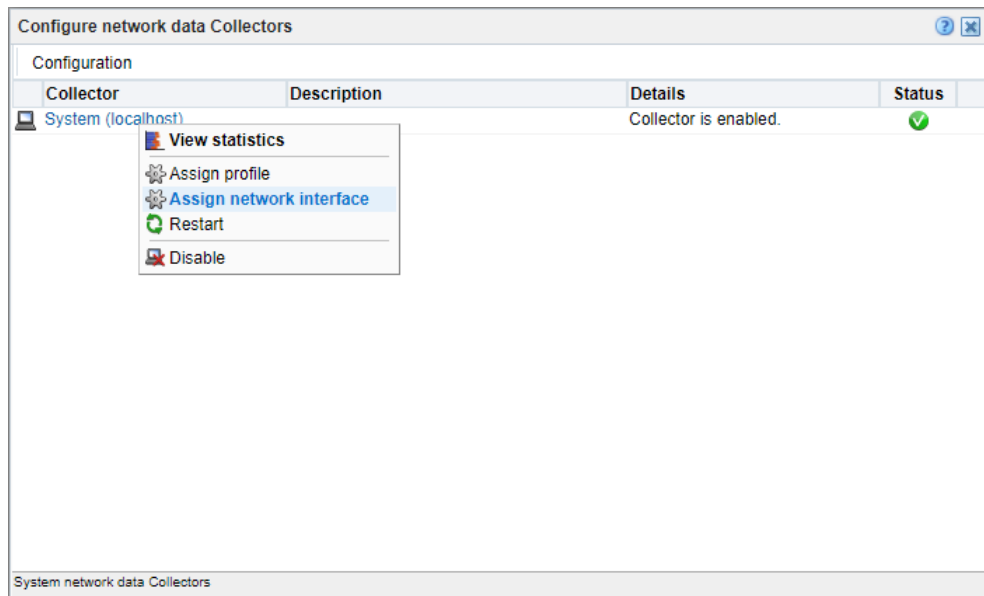 Configure network data Collectors
Configuration
Collector Description Details Status
System (localhost) Collector is enabled.
View statistics
Assign profile
Assign network interface
Restart
Disable
System network data Collectors